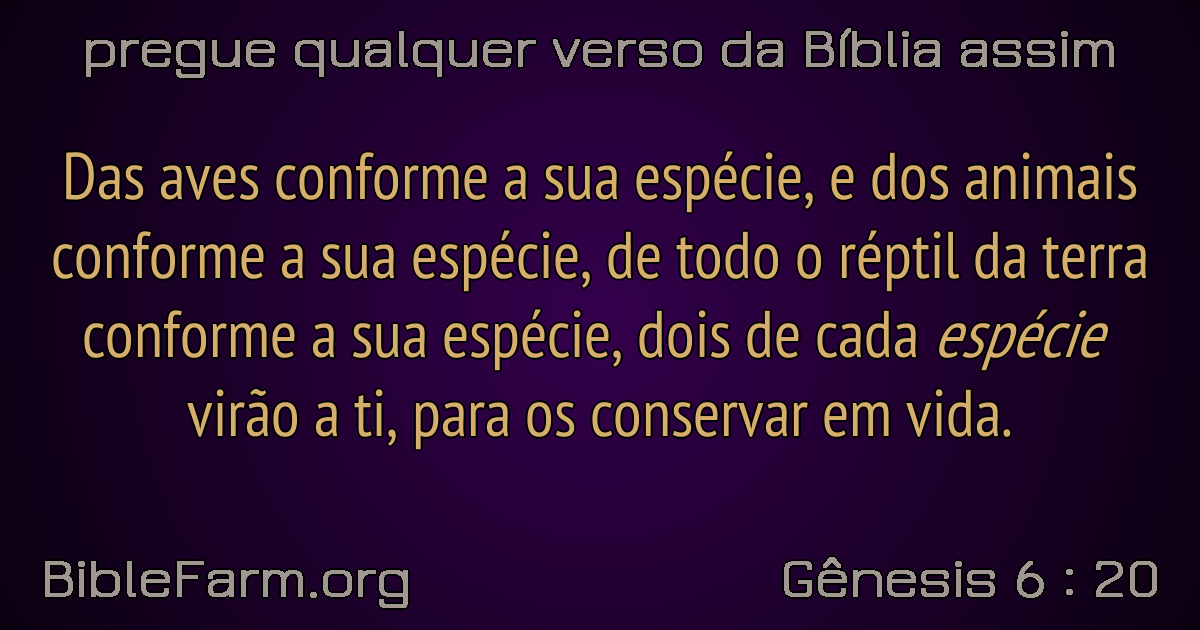 pregue qualquer verso da Bíblia assim
Das aves conforme a sua espécie, e dos animais
conforme a sua espécie, de todo o réptil da terra
conforme a sua espécie, dois de cada espécie
virão a ti, para os conservar em vida.
BibleFarm.org
Gênesis 6 : 20